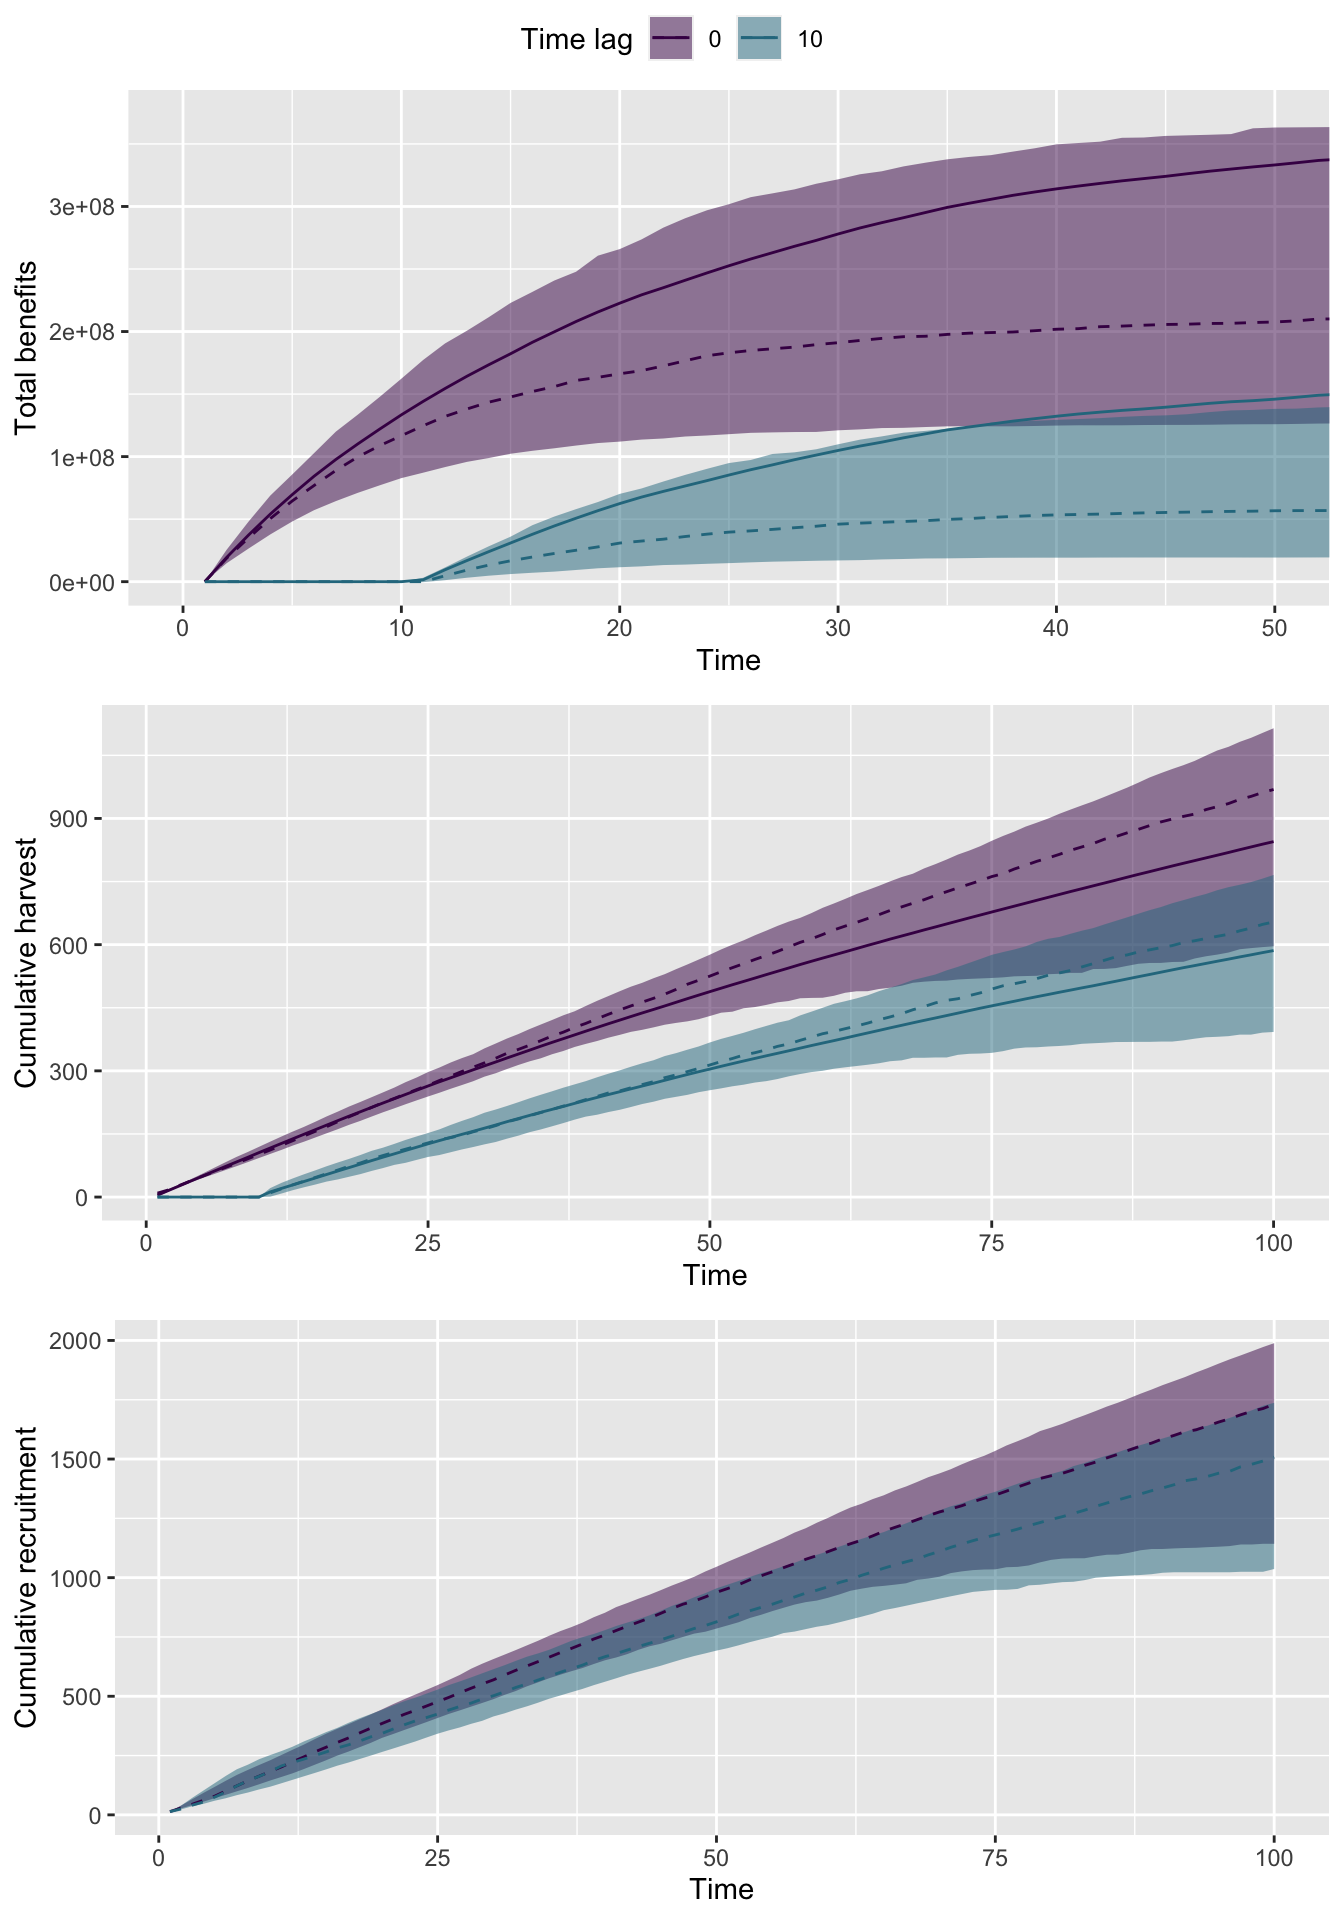 Time lag 0 10
3e+08
2e+08
1e+08
0e+00
Total benefits
0 10 20 30 40 50
Time
900
600
300
0
Cumulative harvest
0 25 50 75 100
Time
2000
1500
1000
500
0
Cumulative recruitment
0 25 50 75 100
Time